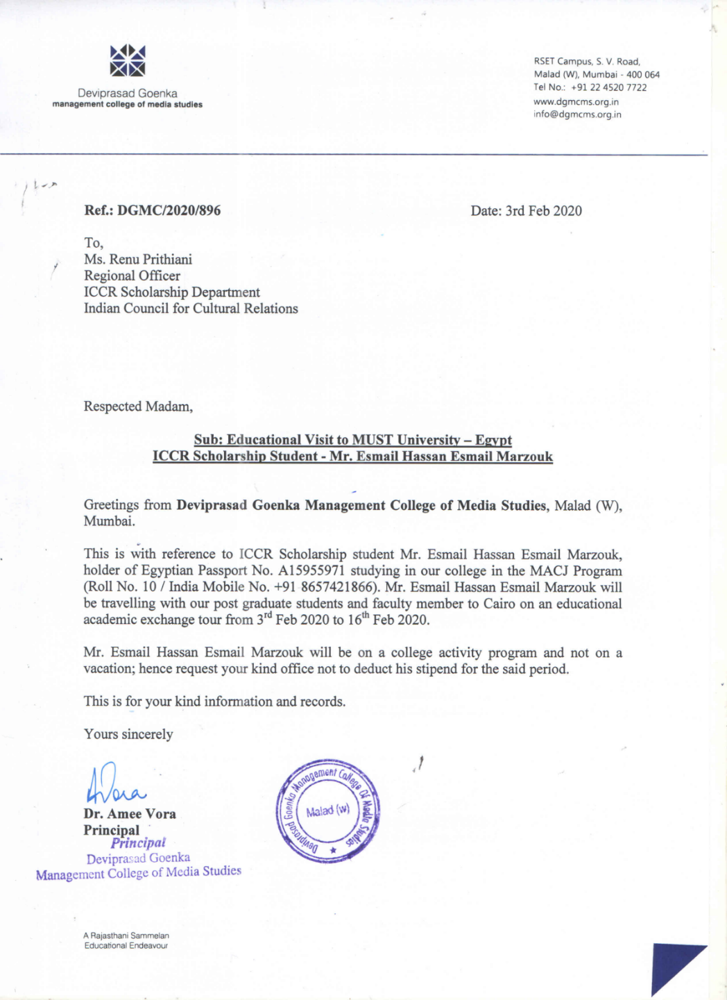 Deviprasad Goenka
management college of media studies
RSET Campus, S. V. Road,
Malad (W), Mumbai - 400 064
Tel No.: +91 22 4520 7722
www.dgmcms.org.in
info@dgmcms.org.in
Ref.: DGMC/2020/896
Date: 3rd Feb 2020
To,
Ms. Renu Prithiani
Regional Officer
ICCR Scholarship Department
Indian Council for Cultural Relations
Respected Madam,
Sub: Educational Visit to MUST University – Egypt
ICCR Scholarship Student - Mr. Esmail Hassan Esmail Marzouk
Greetings from Deviprasad Goenka Management College of Media Studies, Malad (W),
Mumbai.
This is with reference to ICCR Scholarship student Mr. Esmail Hassan Esmail Marzouk,
holder of Egyptian Passport No. A15955971 studying in our college in the MACJ Program
(Roll No. 10 / India Mobile No. +91 8657421866). Mr. Esmail Hassan Esmail Marzouk will
be travelling with our post graduate students and faculty member to Cairo on an educational
academic exchange tour from 3rd Feb 2020 to 16th Feb 2020.
Mr. Esmail Hassan Esmail Marzouk will be on a college activity program and not on a
vacation; hence request your kind office not to deduct his stipend for the said period.
This is for your kind information and records.
Yours sincerely
AVora
Dr. Amee Vora
Principal
Principal
Deviprasad Goenka
Management College of Media Studies
Deviprasad Goenka Management College Of Media Studies
Malad (w)
A Rajasthani Sammelan
Educational Endeavour